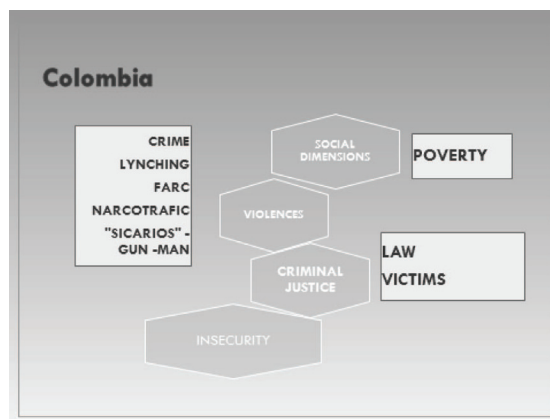 Colombia
CRIME
LYNCHING
FARC
NARCOTRAFIC
"SICARIOS" -
GUN -MAN
SOCIAL
DIMENSIONS
POVERTY
VIOLENCES
CRIMINAL
JUSTICE
LAW
VICTIMS
INSECURITY